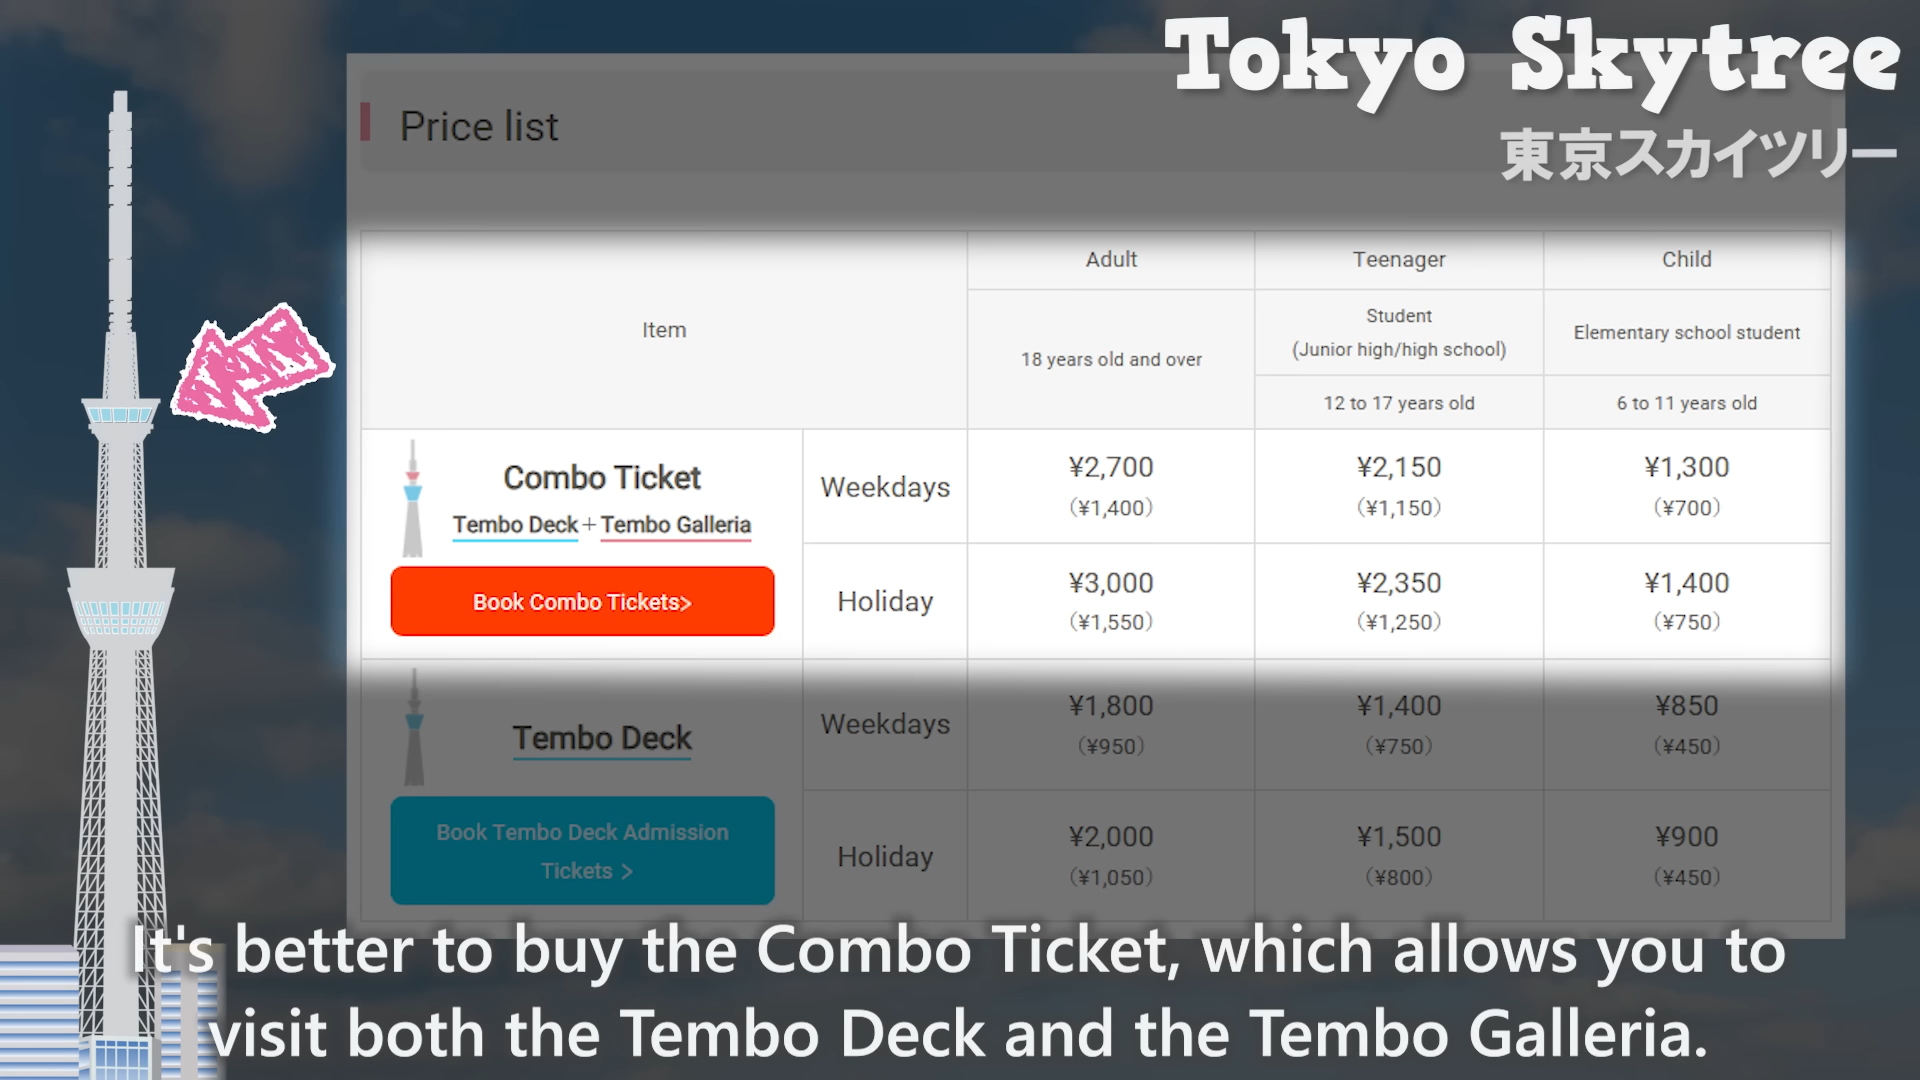 Tokyo Skytree
東京スカイツリー
Price list
Item
Adult
Teenager
Child
18 years old and over
Student
(Junior high/high school)
Elementary school student
12 to 17 years old
6 to 11 years old
Combo Ticket
Tembo Deck+Tembo Galleria
Book Combo Tickets>
Weekdays
¥2,700
(¥1,400)
¥2,150
(¥1,150)
¥1,300
(¥700)
Holiday
¥3,000
(¥1,550)
¥2,350
(¥1,250)
¥1,400
(¥750)
Tembo Deck
Book Tembo Deck Admission
Tickets >
Weekdays
¥1,800
(¥950)
¥1,400
(¥750)
¥850
(¥450)
Holiday
¥2,000
(¥1,050)
¥1,500
(¥800)
¥900
(¥450)
It's better to buy the Combo Ticket, which allows you to
visit both the Tembo Deck and the Tembo Galleria.